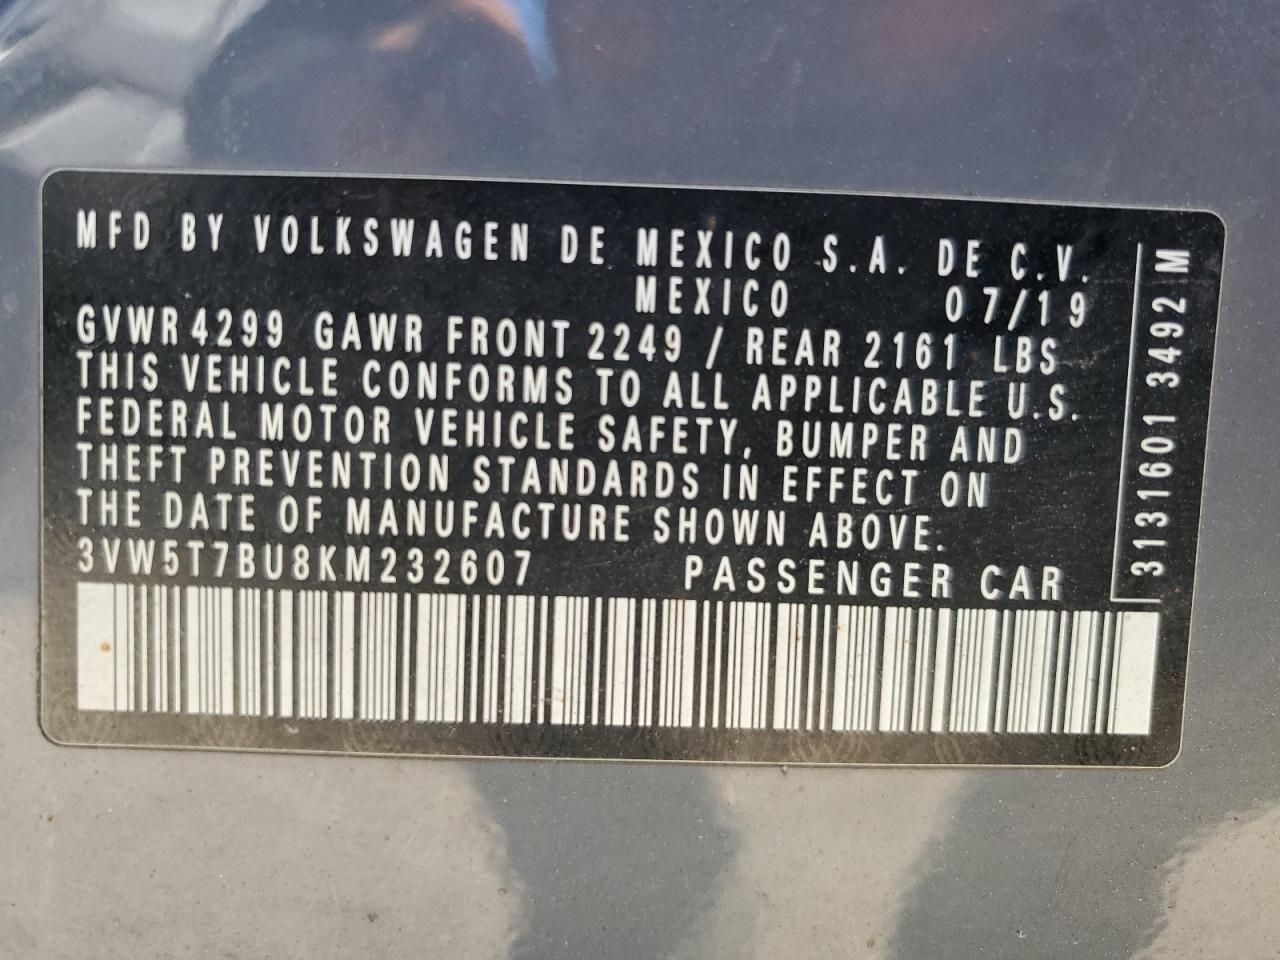 MFD BY VOLKSWAGEN DE MEXICO S.A. DE C.V.
MEXICO 07/19
GVWR 4299 GAWR FRONT 2249 / REAR 2161 LBS
THIS VEHICLE CONFORMS TO ALL APPLICABLE U.S.
FEDERAL MOTOR VEHICLE SAFETY, BUMPER AND
THEFT PREVENTION STANDARDS IN EFFECT ON
THE DATE OF MANUFACTURE SHOWN ABOVE.
3VW5T7BU8KM232607 PASSENGER CAR
3131601 3492 M